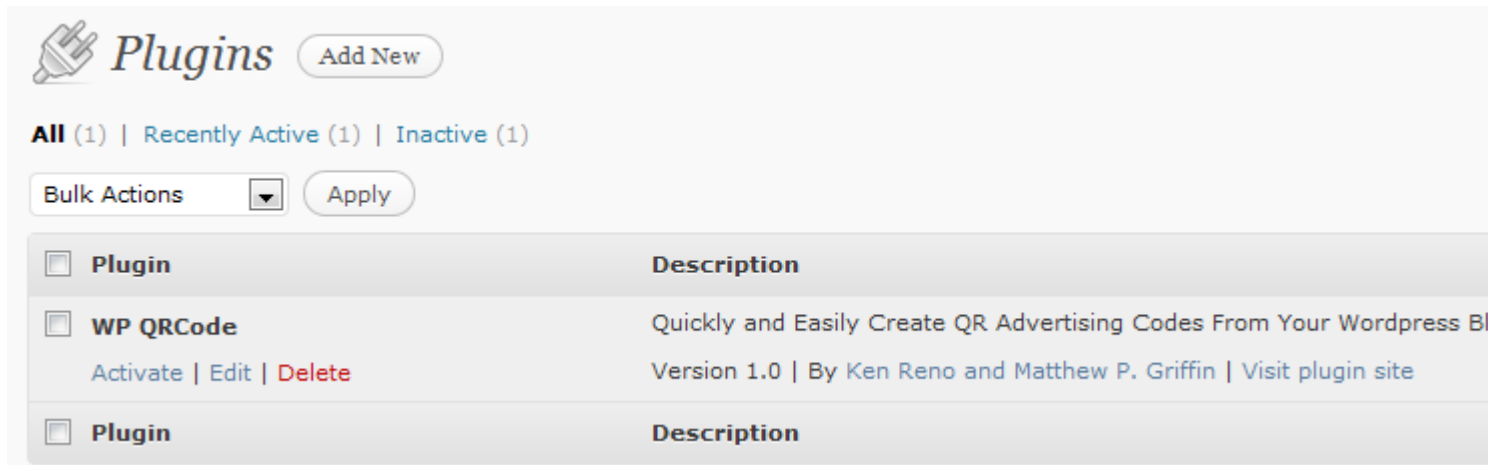 Plugins Add New
All (1) | Recently Active (1) | Inactive (1)
Bulk Actions Apply
Plugin Description
WP QRCode Quickly and Easily Create QR Advertising Codes From Your Wordpress
Activate | Edit | Delete Version 1.0 | By Ken Reno and Matthew P. Griffin | Visit plugin site
Plugin Description